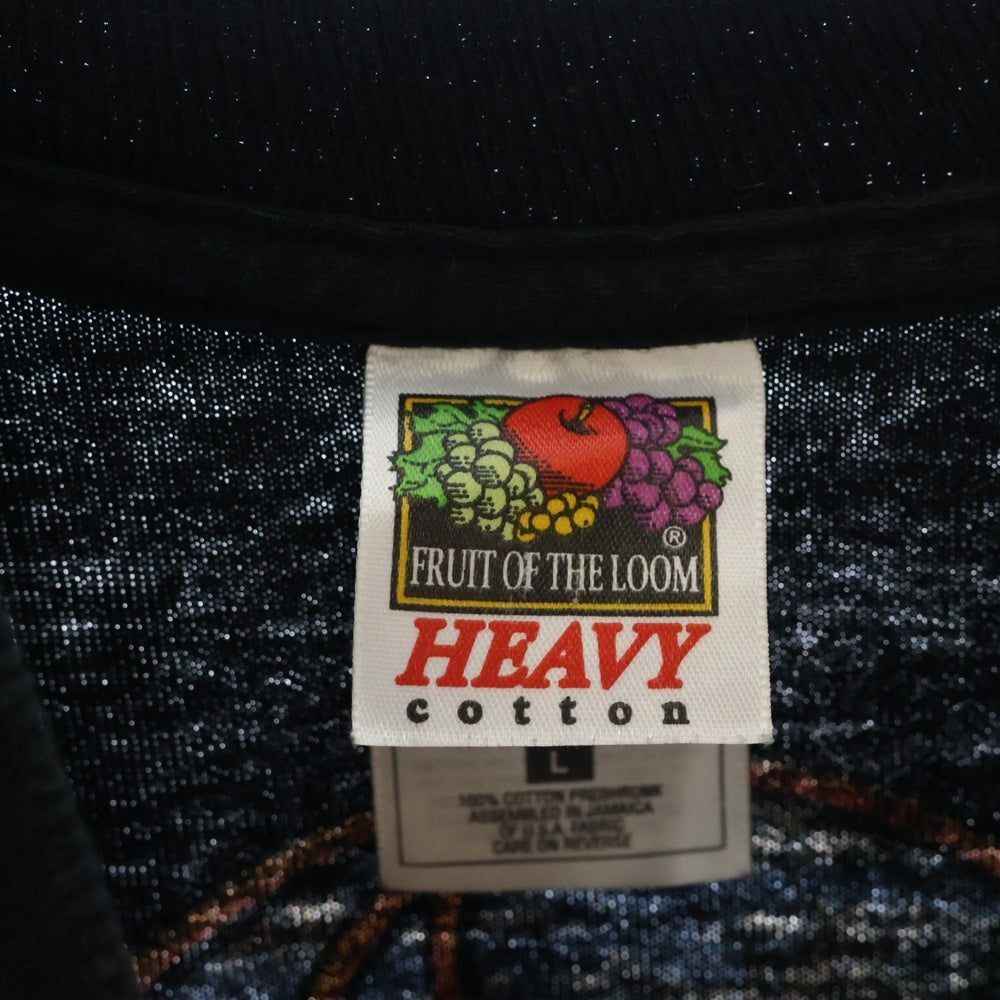 ®
FRUIT OF THE LOOM
HEAVY
cotton
L
100% COTTON PRESHRUNK
ASSEMBLED IN JAMAICA
OF U.S.A. FABRIC
CARE ON REVERSE